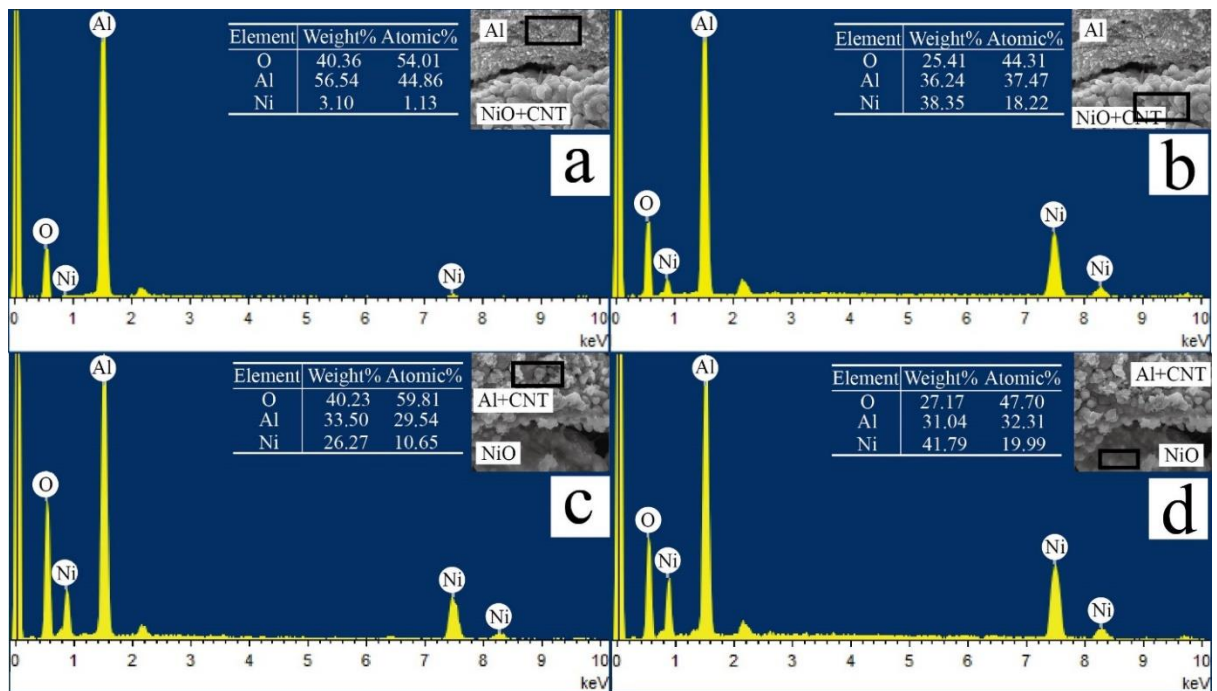 Al
Element Weight% Atomic%
O 40.36 54.01
Al 56.54 44.86
Ni 3.10 1.13
Al
NiO+CNT
a
O
Ni
Ni
0 1 2 3 4 5 6 7 8 9 10
keV
Al
Element Weight% Atomic%
O 25.41 44.31
Al 36.24 37.47
Ni 38.35 18.22
Al
NiO+CNT
b
O
Ni
Ni
Ni
0 1 2 3 4 5 6 7 8 9 10
keV
Al
Element Weight% Atomic%
O 40.23 59.81
Al 33.50 29.54
Ni 26.27 10.65
Al+CNT
NiO
c
O
Ni
Ni
Ni
0 1 2 3 4 5 6 7 8 9 10
keV
Al
Element Weight% Atomic%
O 27.17 47.70
Al 31.04 32.31
Ni 41.79 19.99
Al+CNT
NiO
d
O
Ni
Ni
Ni
0 1 2 3 4 5 6 7 8 9 10
keV